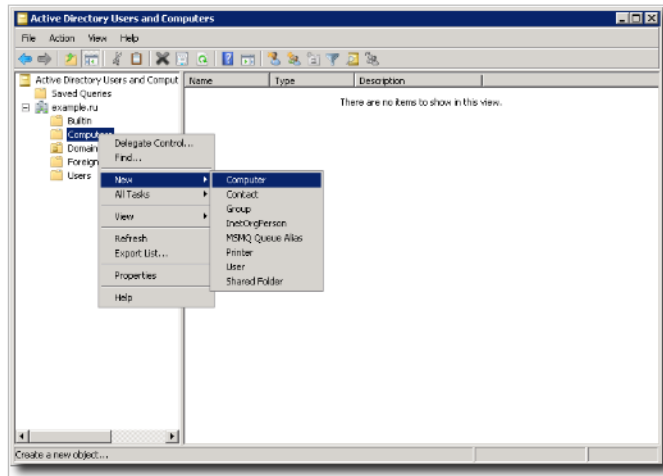 Active Directory Users and Computers
File Action View Help
Active Directory Users and Comput
Name Type Description
Saved Queries
There are no items to show in this view.
example.ru
Builtin
Computers
Domain
Foreign
Users
Delegate Control...
Find...
New
All Tasks
View
Refresh
Export List...
Properties
Help
Computer
Contact
Group
InetOrgPerson
MSMQ Queue Alias
Printer
User
Shared Folder
Create a new object...